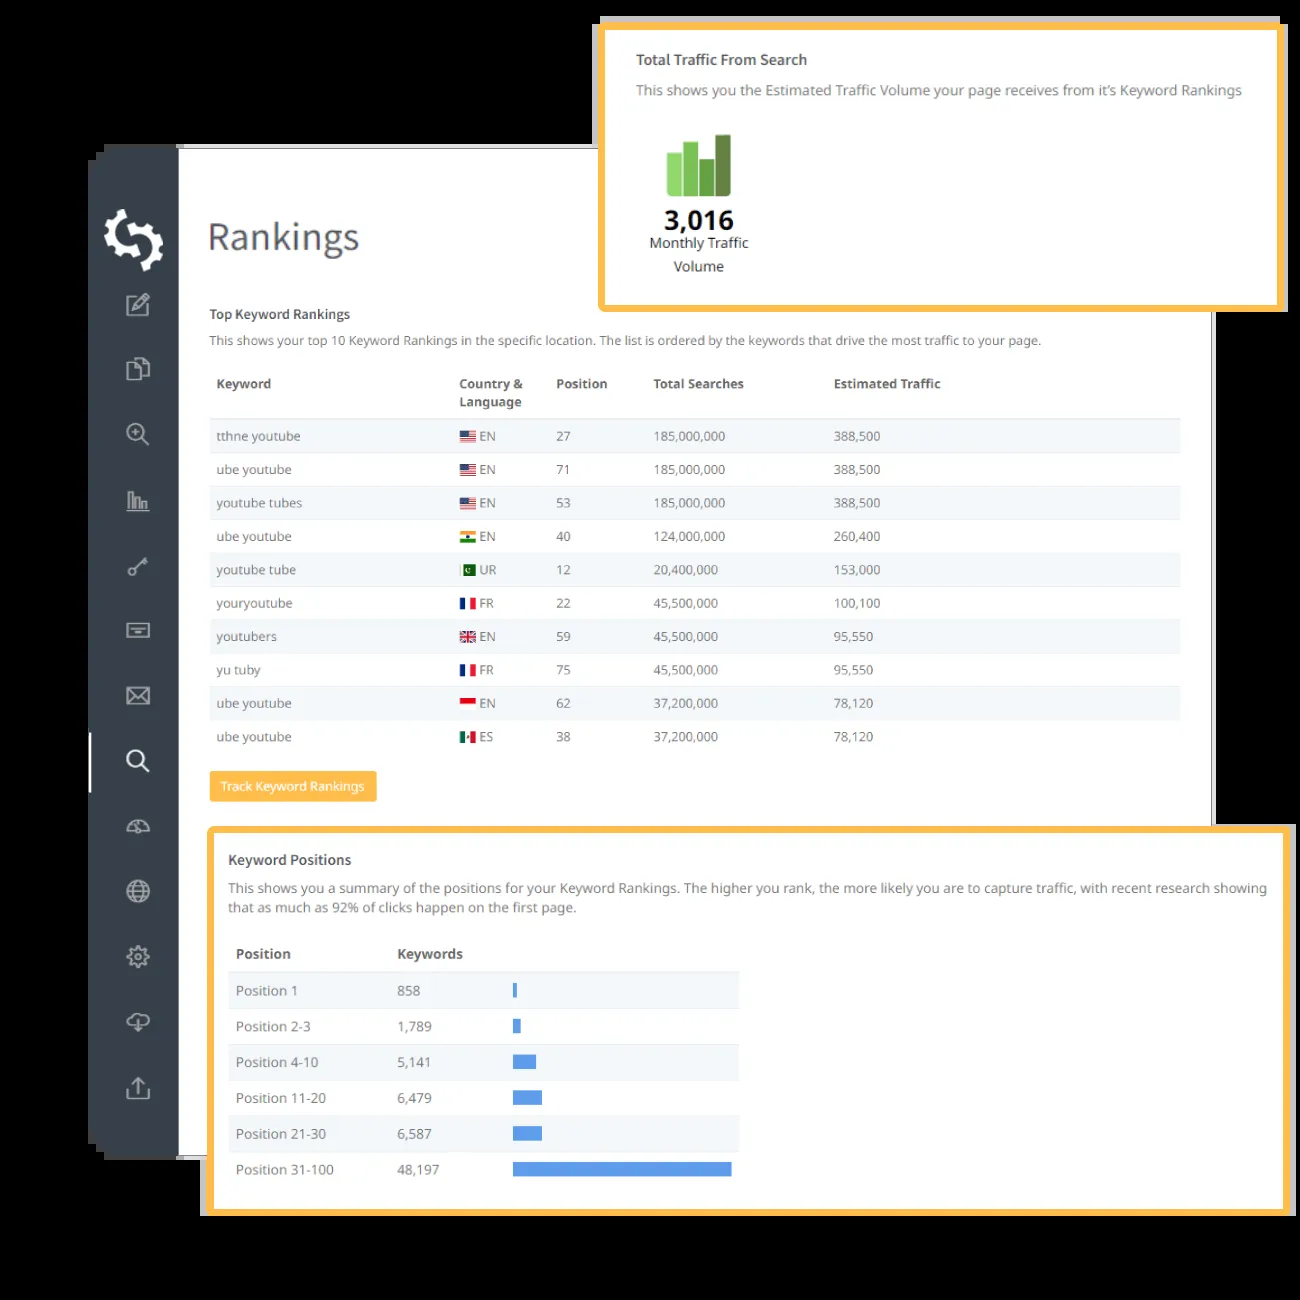 Total Traffic From Search
This shows you the Estimated Traffic Volume your page receives from it's Keyword Rankings
3,016
Monthly Traffic
Volume
Rankings
Top Keyword Rankings
This shows your top 10 Keyword Rankings in the specific location. The list is ordered by the keywords that drive the most traffic to your page.
Keyword Country & Language Position Total Searches Estimated Traffic
tthne youtube EN 27 185,000,000 388,500
ube youtube EN 71 185,000,000 388,500
youtube tubes EN 53 185,000,000 388,500
ube youtube EN 40 124,000,000 260,400
youtube tube UR 12 20,400,000 153,000
youryoutube FR 22 45,500,000 100,100
youtubers EN 59 45,500,000 95,550
yu tuby FR 75 45,500,000 95,550
ube youtube EN 62 37,200,000 78,120
ube youtube ES 38 37,200,000 78,120
Track Keyword Rankings
Keyword Positions
This shows you a summary of the positions for your Keyword Rankings. The higher you rank, the more likely you are to capture traffic, with recent research showing
that as much as 92% of clicks happen on the first page.
Position Keywords
Position 1 858
Position 2-3 1,789
Position 4-10 5,141
Position 11-20 6,479
Position 21-30 6,587
Position 31-100 48,197